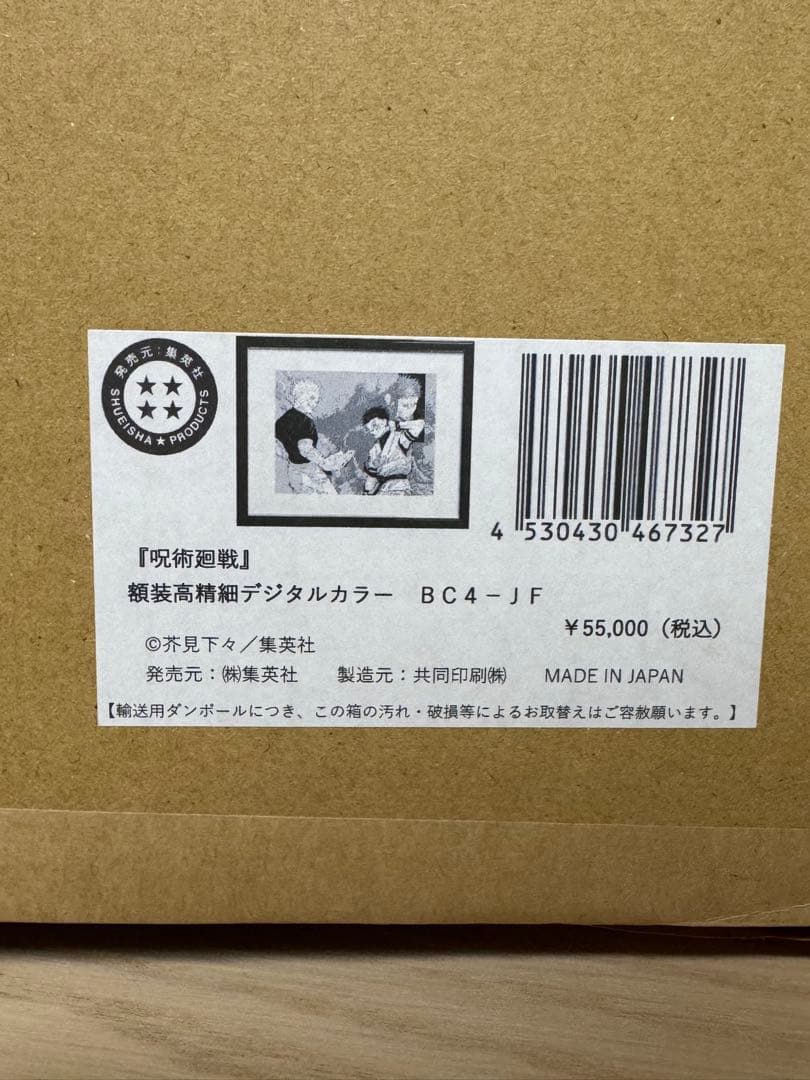 発売元：集英社
SHUEISHA★PRODUCTS
4 530430 467327
『呪術廻戦』
額装高精細デジタルカラー　ＢＣ４－ＪＦ
￥55,000（税込）
©芥見下々／集英社
発売元：㈱集英社　製造元：共同印刷㈱　MADE IN JAPAN
【輸送用ダンボールにつき、この箱の汚れ・破損等によるお取替えはご容赦願います。】